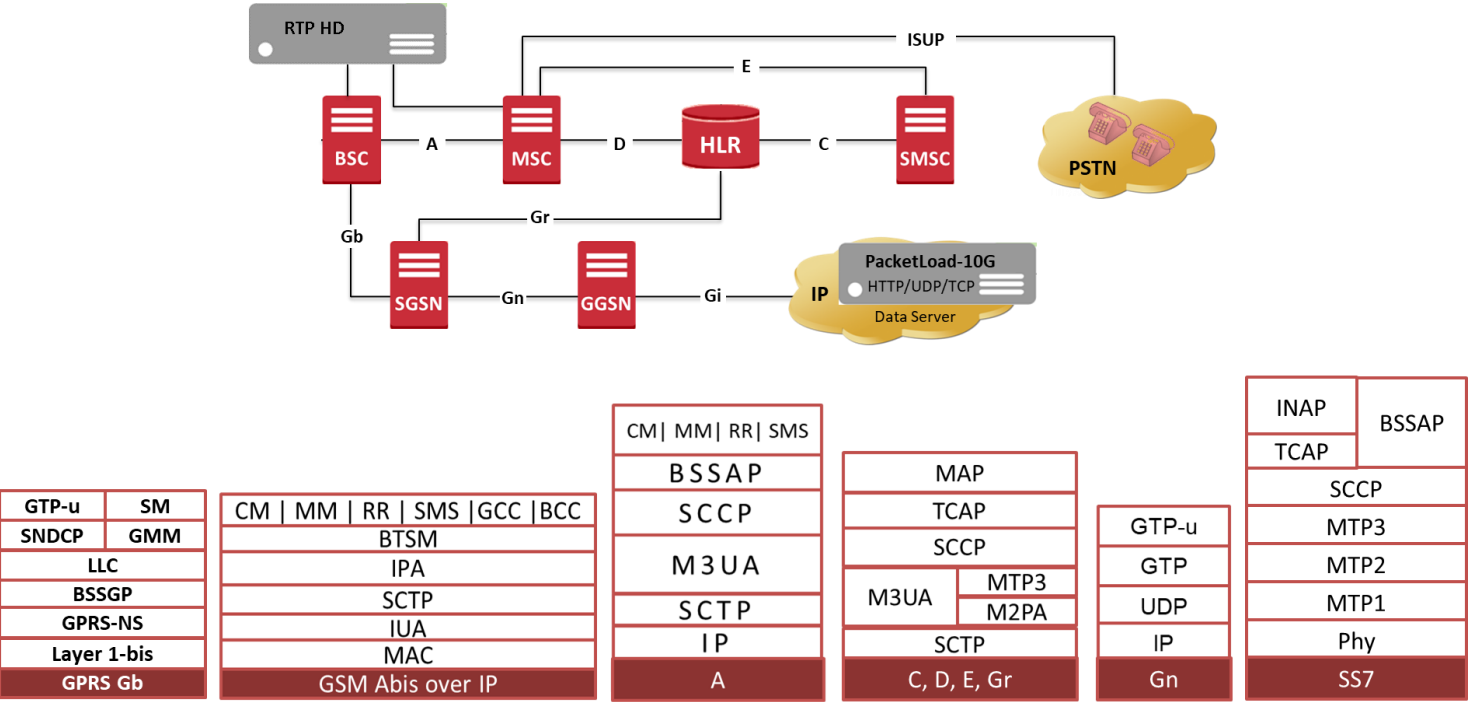 RTP HD
ISUP
E
BSC
A
MSC
D
HLR
C
SMSC
PSTN
Gb
Gr
SGSN
Gn
GGSN
Gi
IP
PacketLoad-10G
HTTP/UDP/TCP
Data Server
GTP-u SM
SNDCP GMM
LLC
BSSGP
GPRS-NS
Layer 1-bis
GPRS Gb
CM | MM | RR | SMS |GCC |BCC
BTSM
IPA
SCTP
IUA
MAC
GSM Abis over IP
CM| MM| RR| SMS
BSSAP
SCCP
M3UA
SCTP
IP
A
MAP
TCAP
SCCP
M3UA
MTP3
M2PA
SCTP
C, D, E, Gr
GTP-u
GTP
UDP
IP
Gn
INAP
BSSAP
TCAP
SCCP
MTP3
MTP2
MTP1
Phy
SS7